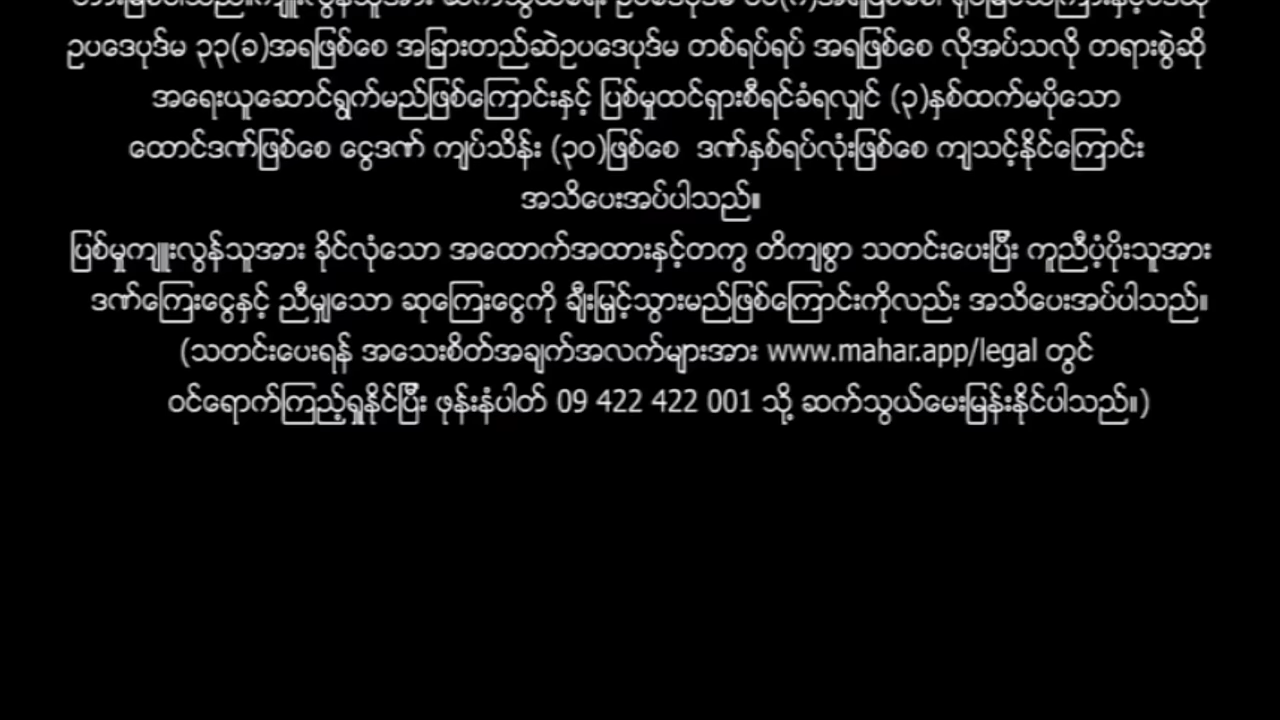 ဥပဒေပုဒ်မ ၃၃(ခ)အရဖြစ်စေ အခြားတည်ဆဲဥပဒေပုဒ်မ တစ်ရပ်ရပ် အရဖြစ်စေ လိုအပ်သလို တရားစွဲဆို
အရေးယူဆောင်ရွက်မည်ဖြစ်ကြောင်းနှင့် ပြစ်မှုထင်ရှားစီရင်ခံရလျှင် (၃)နှစ်ထက်မပိုသော
ထောင်ဒဏ်ဖြစ်စေ ငွေဒဏ် ကျပ်သိန်း (၃၀)ဖြစ်စေ ဒဏ်နှစ်ရပ်လုံးဖြစ်စေ ကျသင့်နိုင်ကြောင်း
အသိပေးအပ်ပါသည်။
ပြစ်မှုကျူးလွန်သူအား ခိုင်လုံသော အထောက်အထားနှင့်တကွ တိကျစွာ သတင်းပေးပြီး ကူညီပံ့ပိုးသူအား
ဒဏ်ကြေးငွေနှင့် ညီမျှသော ဆုကြေးငွေကို ချီးမြှင့်သွားမည်ဖြစ်ကြောင်းကိုလည်း အသိပေးအပ်ပါသည်။
(သတင်းပေးရန် အသေးစိတ်အချက်အလက်များအား www.mahar.app/legal တွင်
ဝင်ရောက်ကြည့်ရှုနိုင်ပြီး ဖုန်းနံပါတ် 09 422 422 001 သို့ ဆက်သွယ်မေးမြန်းနိုင်ပါသည်။)